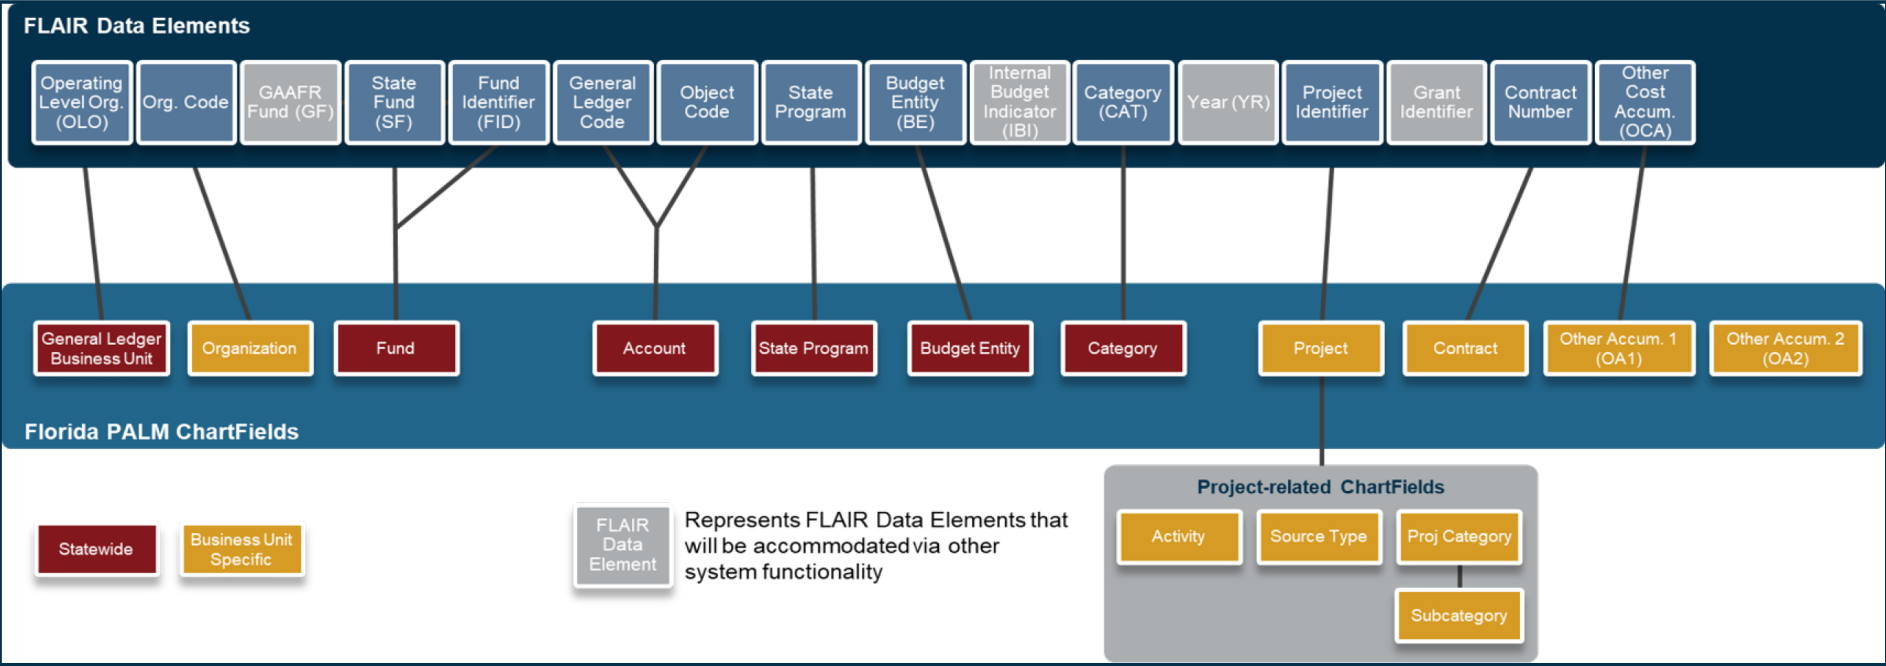 FLAIR Data Elements
Operating
Level Org.
(OLO)
Org. Code
GAAFR
Fund (GF)
State
Fund
(SF)
Fund
Identifier
(FID)
General
Ledger
Code
Object
Code
State
Program
Budget
Entity
(BE)
Internal
Budget
Indicator
(IBI)
Category
(CAT)
Year (YR)
Project
Identifier
Grant
Identifier
Contract
Number
Other
Cost
Accum.
(OCA)
General Ledger
Business Unit
Organization
Fund
Account
State Program
Budget Entity
Category
Project
Contract
Other Accum. 1
(OA1)
Other Accum. 2
(OA2)
Florida PALM ChartFields
Statewide
Business Unit
Specific
FLAIR
Data
Element
Represents FLAIR Data Elements that
will be accommodated via other
system functionality
Project-related ChartFields
Activity
Source Type
Proj Category
Subcategory